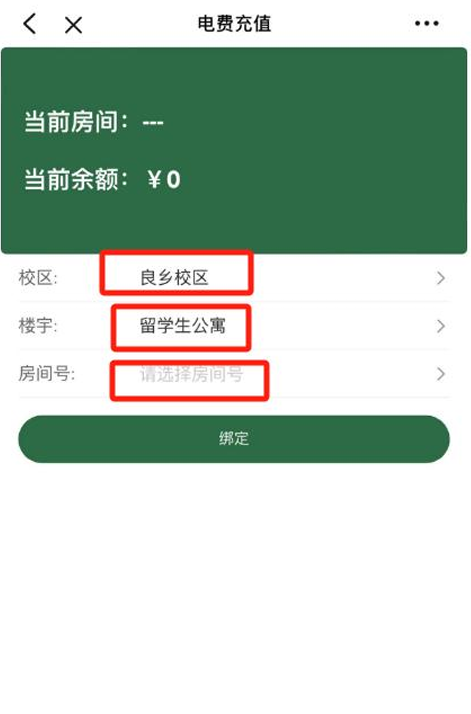 电费充值
当前房间：---
当前余额：￥0
校区: 良乡校区
楼宇: 留学生公寓
房间号: 请选择房间号
绑定